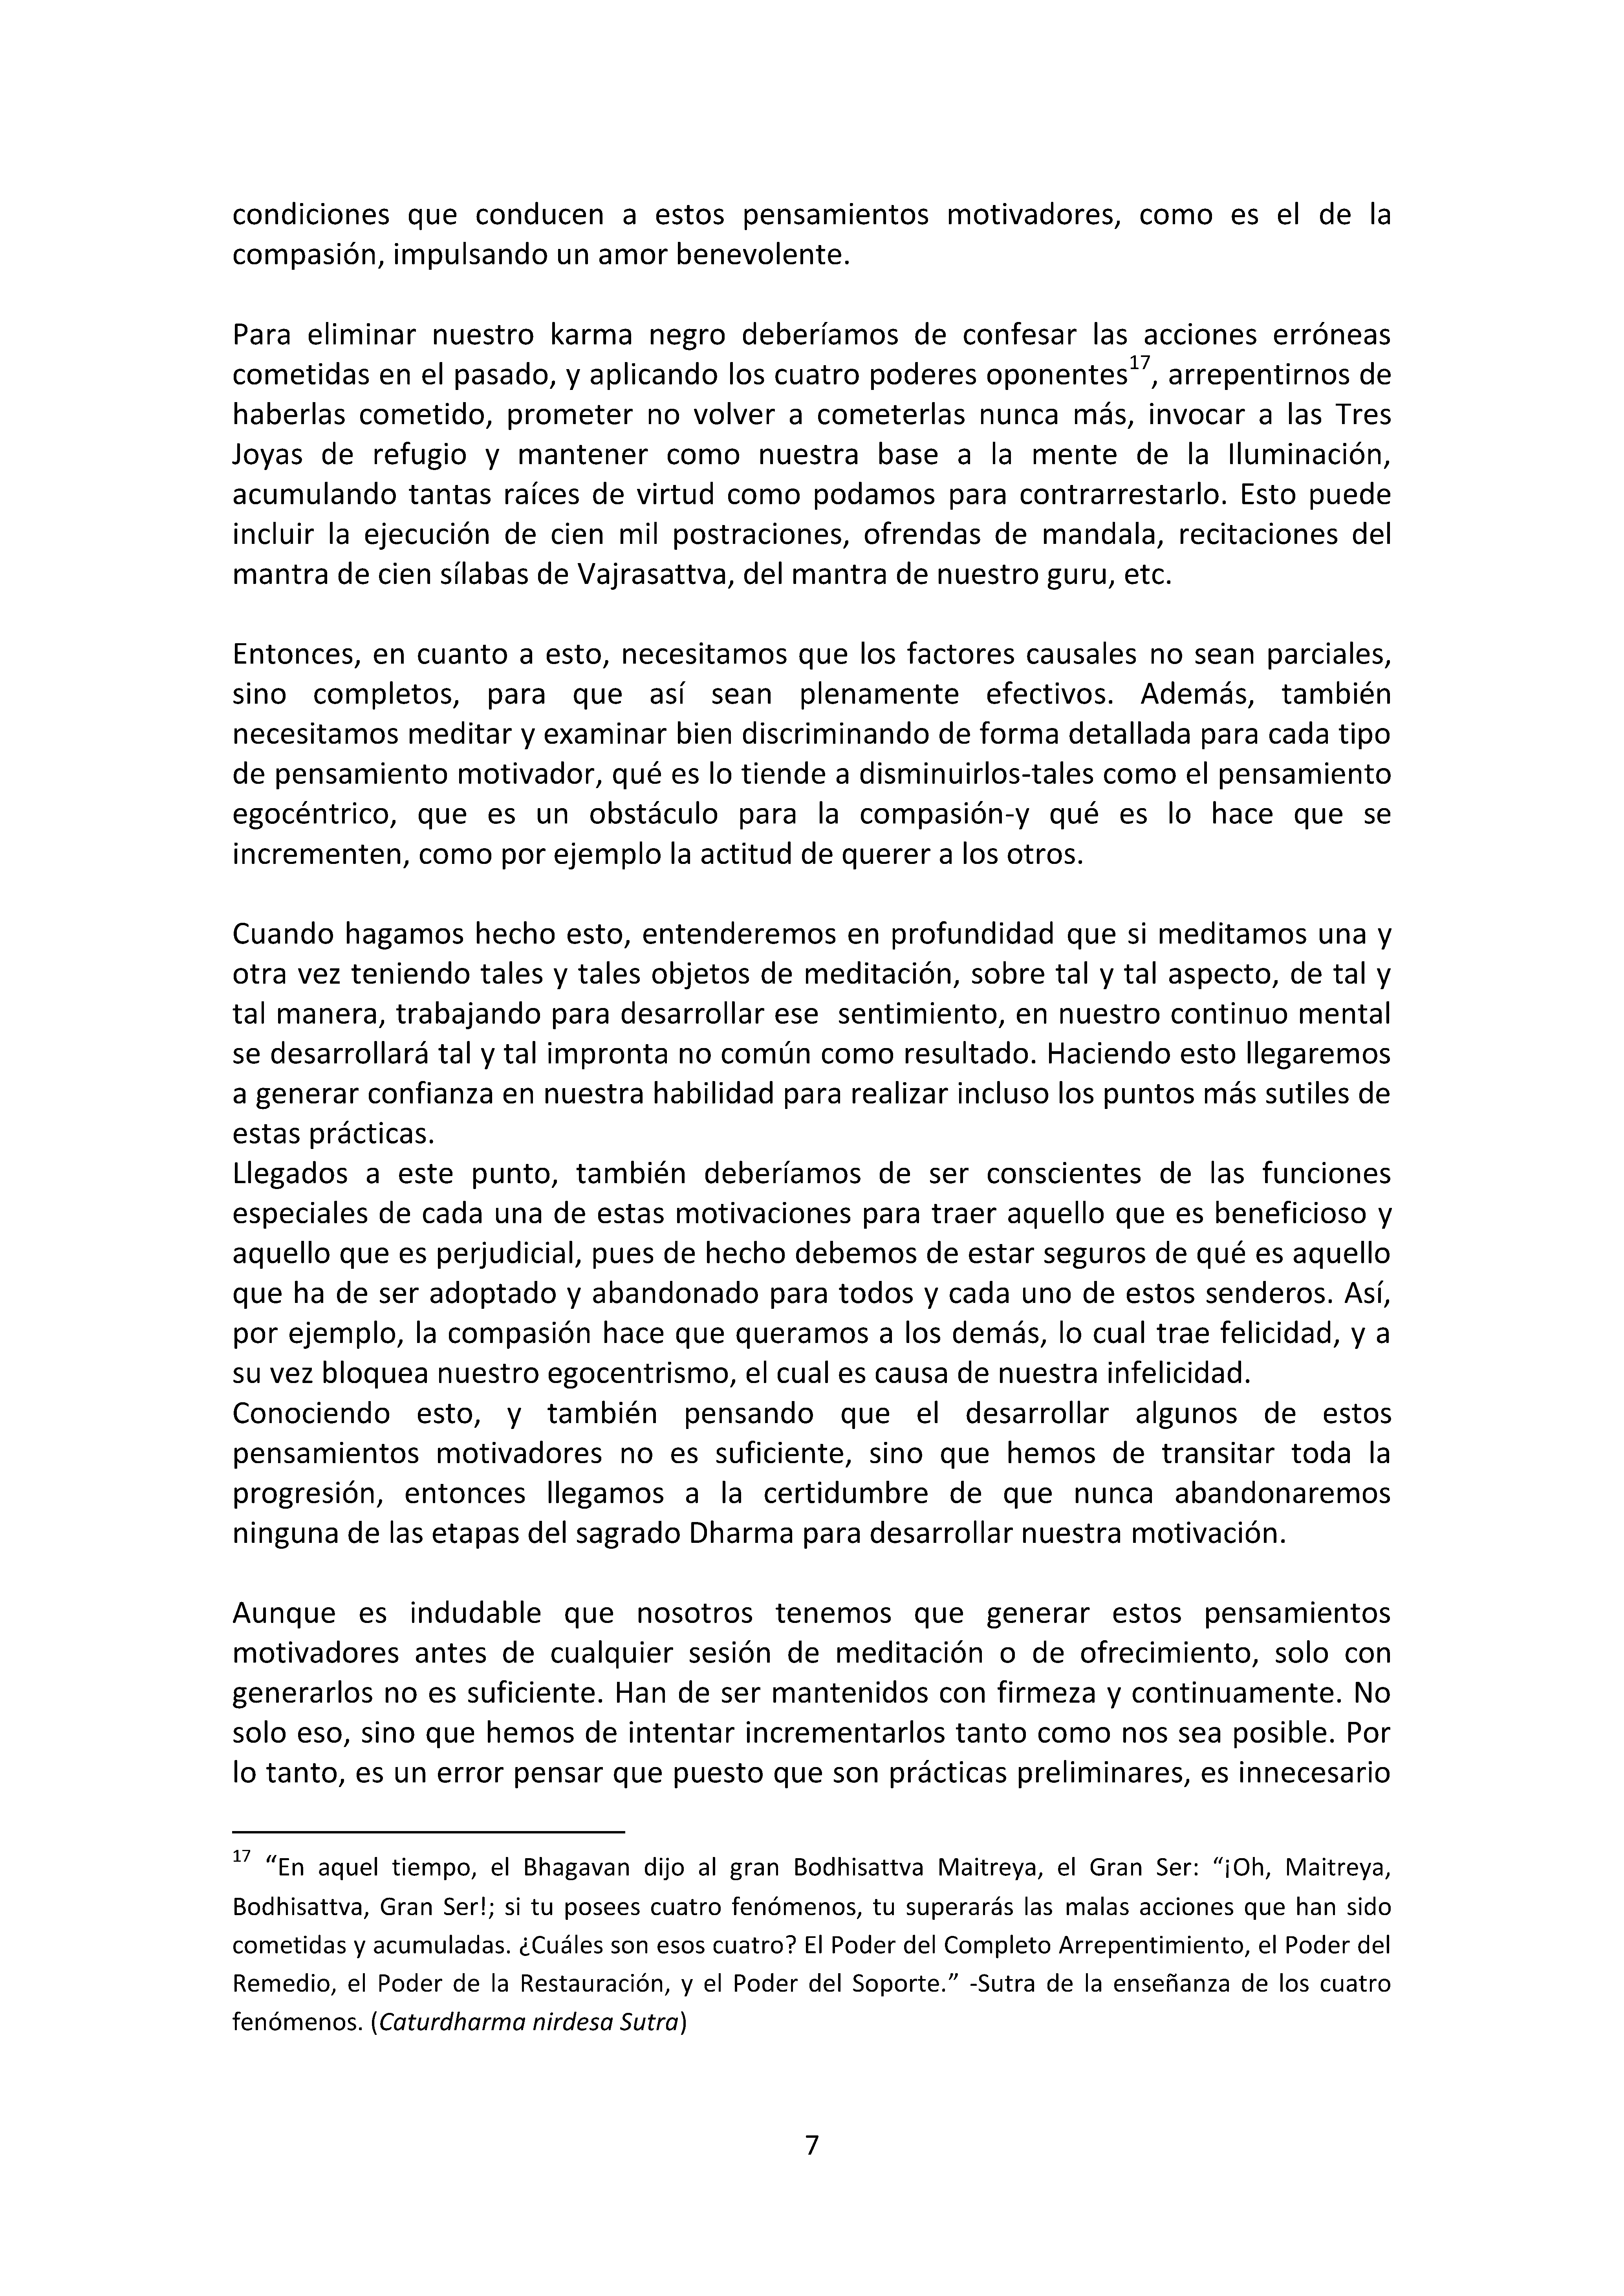 condiciones que conducen a estos pensamientos motivadores, como es el de la
compasión, impulsando un amor benevolente.
Para eliminar nuestro karma negro deberíamos de confesar las acciones erróneas
cometidas en el pasado, y aplicando los cuatro poderes oponentes17, arrepentirnos de
haberlas cometido, prometer no volver a cometerlas nunca más, invocar a las Tres
Joyas de refugio y mantener como nuestra base a la mente de la Iluminación,
acumulando tantas raíces de virtud como podamos para contrarrestarlo. Esto puede
incluir la ejecución de cien mil postraciones, ofrendas de mandala, recitaciones del
mantra de cien sílabas de Vajrasattva, del mantra de nuestro guru, etc.
Entonces, en cuanto a esto, necesitamos que los factores causales no sean parciales,
sino completos, para que así sean plenamente efectivos. Además, también
necesitamos meditar y examinar bien discriminando de forma detallada para cada tipo
de pensamiento motivador, qué es lo tiende a disminuirlos-tales como el pensamiento
egocéntrico, que es un obstáculo para la compasión-y qué es lo hace que se
incrementen, como por ejemplo la actitud de querer a los otros.
Cuando hagamos hecho esto, entenderemos en profundidad que si meditamos una y
otra vez teniendo tales y tales objetos de meditación, sobre tal y tal aspecto, de tal y
tal manera, trabajando para desarrollar ese  sentimiento, en nuestro continuo mental
se desarrollará tal y tal impronta no común como resultado. Haciendo esto llegaremos
a generar confianza en nuestra habilidad para realizar incluso los puntos más sutiles de
estas prácticas.
Llegados a este punto, también deberíamos de ser conscientes de las funciones
especiales de cada una de estas motivaciones para traer aquello que es beneficioso y
aquello que es perjudicial, pues de hecho debemos de estar seguros de qué es aquello
que ha de ser adoptado y abandonado para todos y cada uno de estos senderos. Así,
por ejemplo, la compasión hace que queramos a los demás, lo cual trae felicidad, y a
su vez bloquea nuestro egocentrismo, el cual es causa de nuestra infelicidad.
Conociendo esto, y también pensando que el desarrollar algunos de estos
pensamientos motivadores no es suficiente, sino que hemos de transitar toda la
progresión, entonces llegamos a la certidumbre de que nunca abandonaremos
ninguna de las etapas del sagrado Dharma para desarrollar nuestra motivación.
Aunque es indudable que nosotros tenemos que generar estos pensamientos
motivadores antes de cualquier sesión de meditación o de ofrecimiento, solo con
generarlos no es suficiente. Han de ser mantenidos con firmeza y continuamente. No
solo eso, sino que hemos de intentar incrementarlos tanto como nos sea posible. Por
lo tanto, es un error pensar que puesto que son prácticas preliminares, es innecesario
17 “En aquel tiempo, el Bhagavan dijo al gran Bodhisattva Maitreya, el Gran Ser: “¡Oh, Maitreya,
Bodhisattva, Gran Ser!; si tu posees cuatro fenómenos, tu superarás las malas acciones que han sido
cometidas y acumuladas. ¿Cuáles son esos cuatro? El Poder del Completo Arrepentimiento, el Poder del
Remedio, el Poder de la Restauración, y el Poder del Soporte.” -Sutra de la enseñanza de los cuatro
fenómenos. (Caturdharma nirdesa Sutra)
7